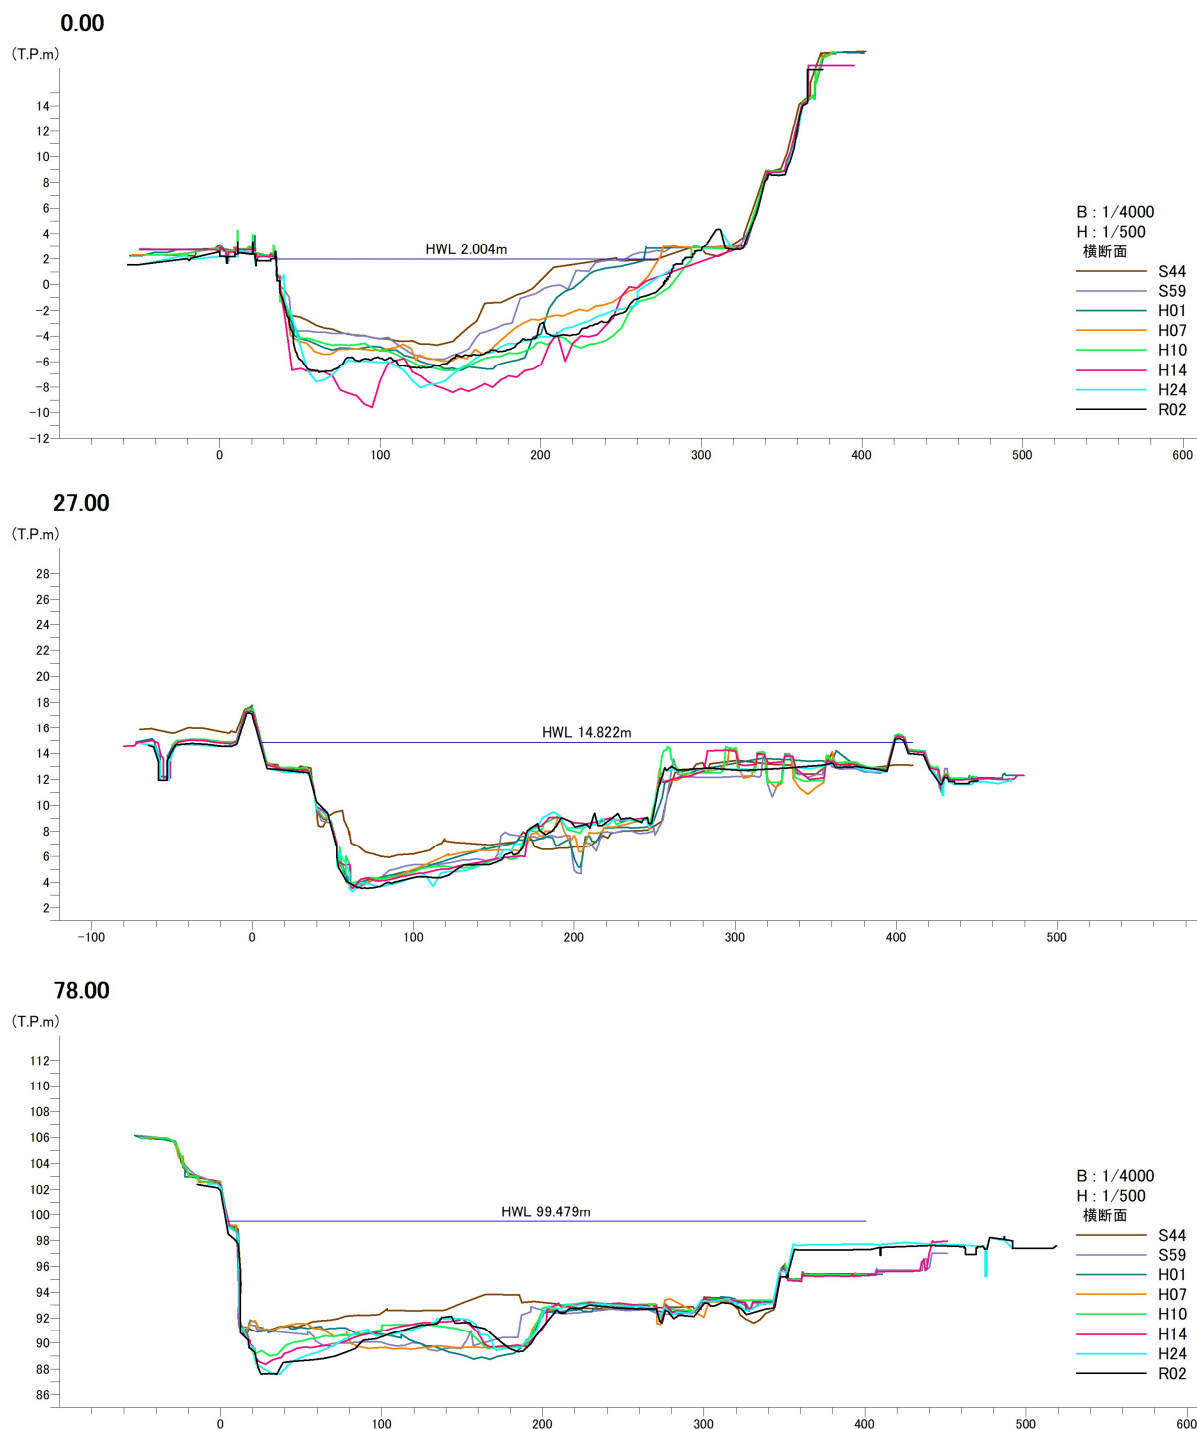 0.00
(T.P.m)
14
12
10
8
6
4
2
0
-2
-4
-6
-8
-10
-12
HWL 2.004m
0
100
200
300
400
500
600
B : 1/4000
H : 1/500
横断面
S44
S59
H01
H07
H10
H14
H24
R02
27.00
(T.P.m)
28
26
24
22
20
18
16
14
12
10
8
6
4
2
HWL 14.822m
-100
0
100
200
300
400
500
78.00
(T.P.m)
112
110
108
106
104
102
100
98
96
94
92
90
88
86
HWL 99.479m
0
100
200
300
400
500
600
B : 1/4000
H : 1/500
横断面
S44
S59
H01
H07
H10
H14
H24
R02